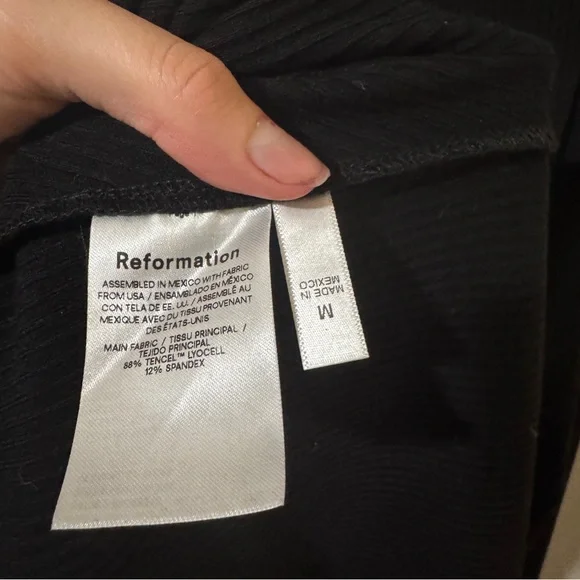 Reformation
ASSEMBLED IN MEXICO WITH FABRIC
FROM USA / ENSAMBLADO EN MÉXICO
CON TELA DE EE. UU. / ASSEMBLÉ AU
MEXIQUE AVEC DU TISSU PROVENANT
DES ÉTATS-UNIS
MAIN FABRIC / TISSU PRINCIPAL /
TEJIDO PRINCIPAL
88% TENCEL™ LYOCELL
12% SPANDEX
M
MADE IN
MEXICO